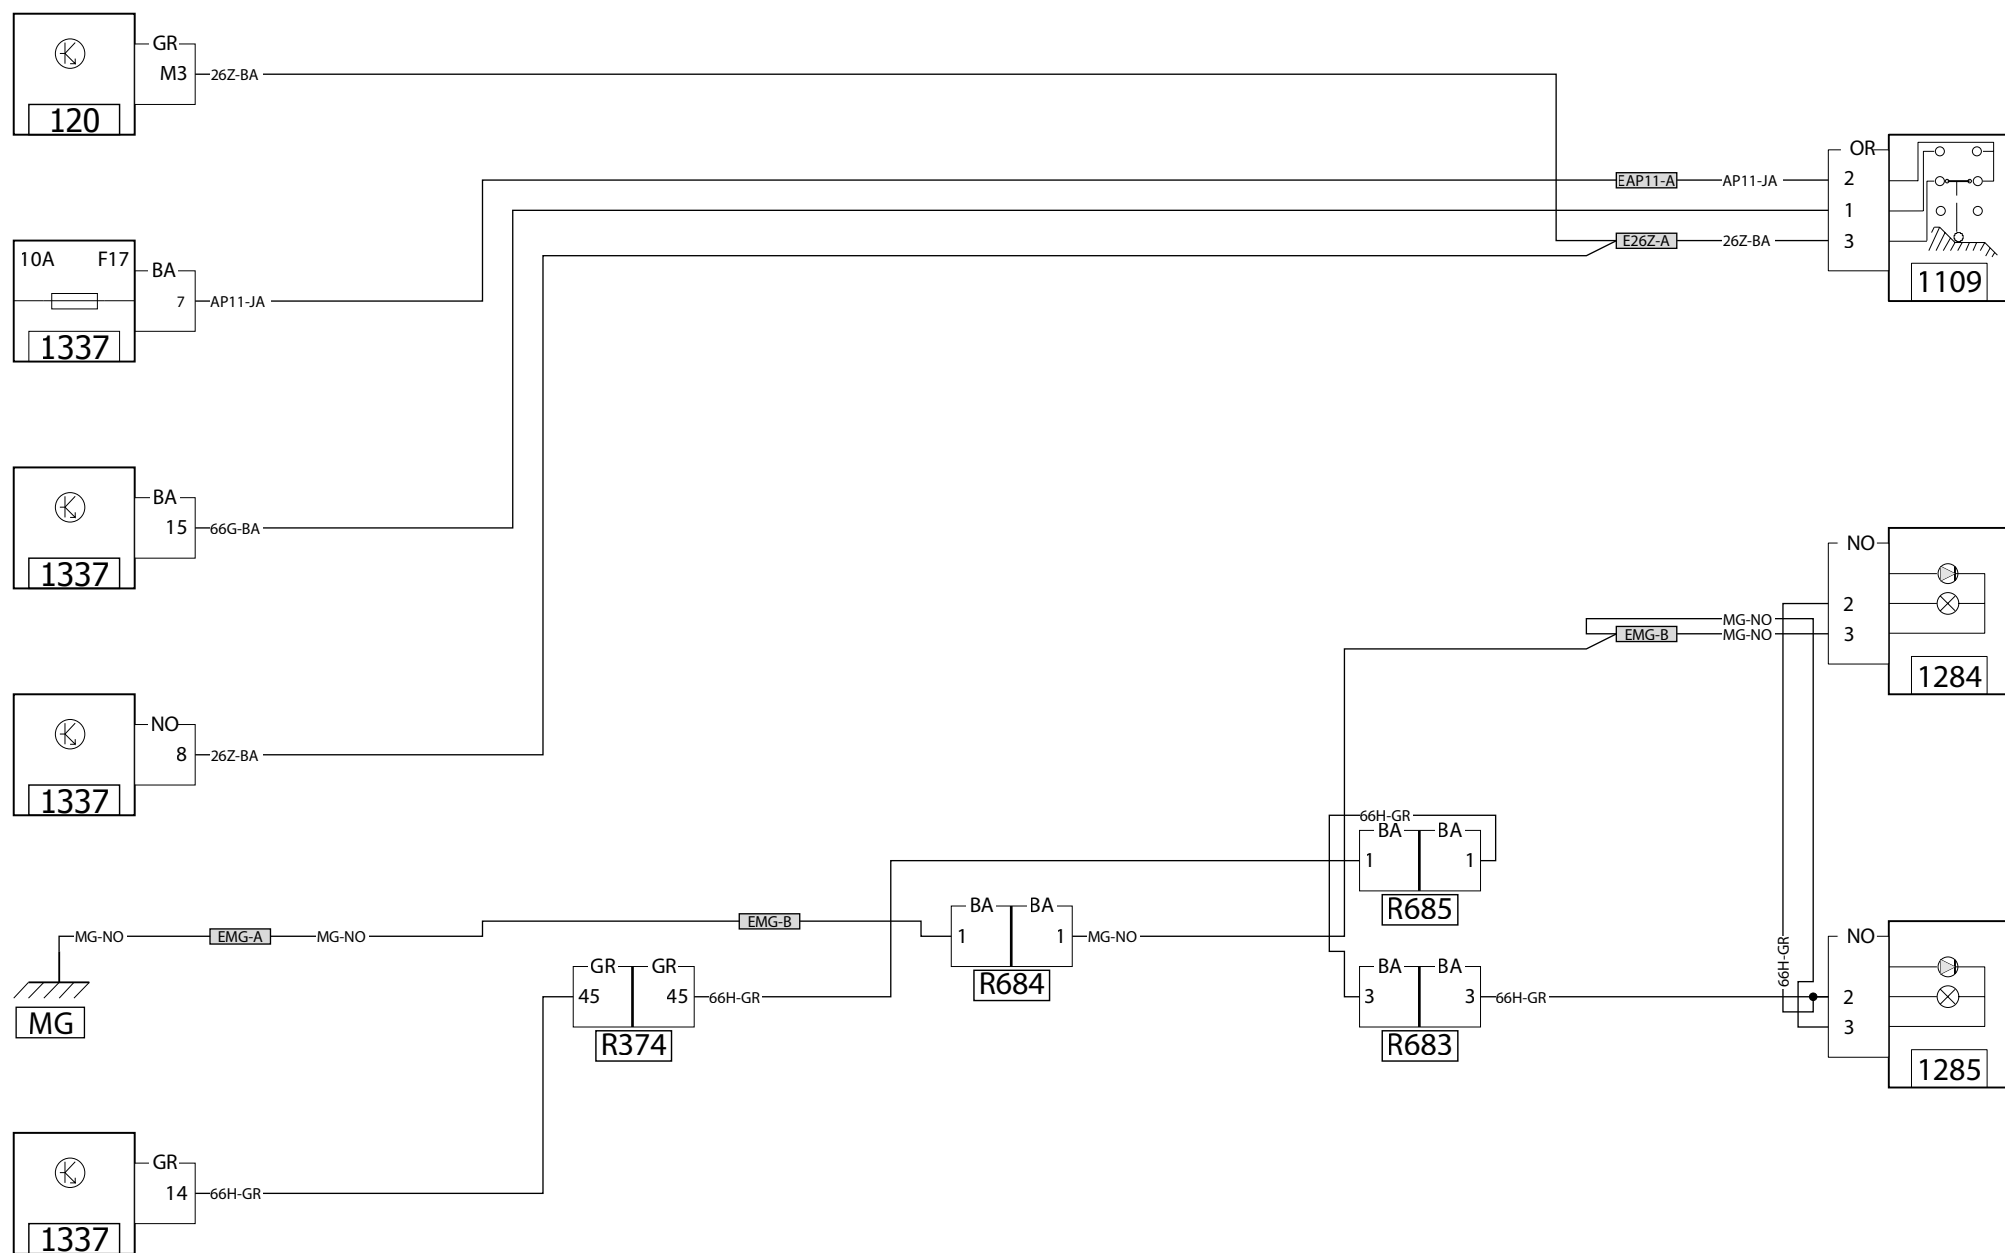 GR
M3
26Z-BA
120
OR
EAP11-A
AP11-JA
2
1
E26Z-A
26Z-BA
3
1109
10A
F17
BA
7
AP11-JA
1337
BA
15
66G-BA
1337
NO
2
MG-NO
EMG-B
MG-NO
3
1284
NO
8
26Z-BA
1337
66H-GR
BA
BA
1
1
R685
MG-NO
EMG-A
MG-NO
EMG-B
BA
BA
1
1
MG-NO
R684
MG
GR
GR
45
45
66H-GR
R374
BA
BA
3
3
66H-GR
R683
66H-GR
NO
2
3
1285
GR
14
66H-GR
1337